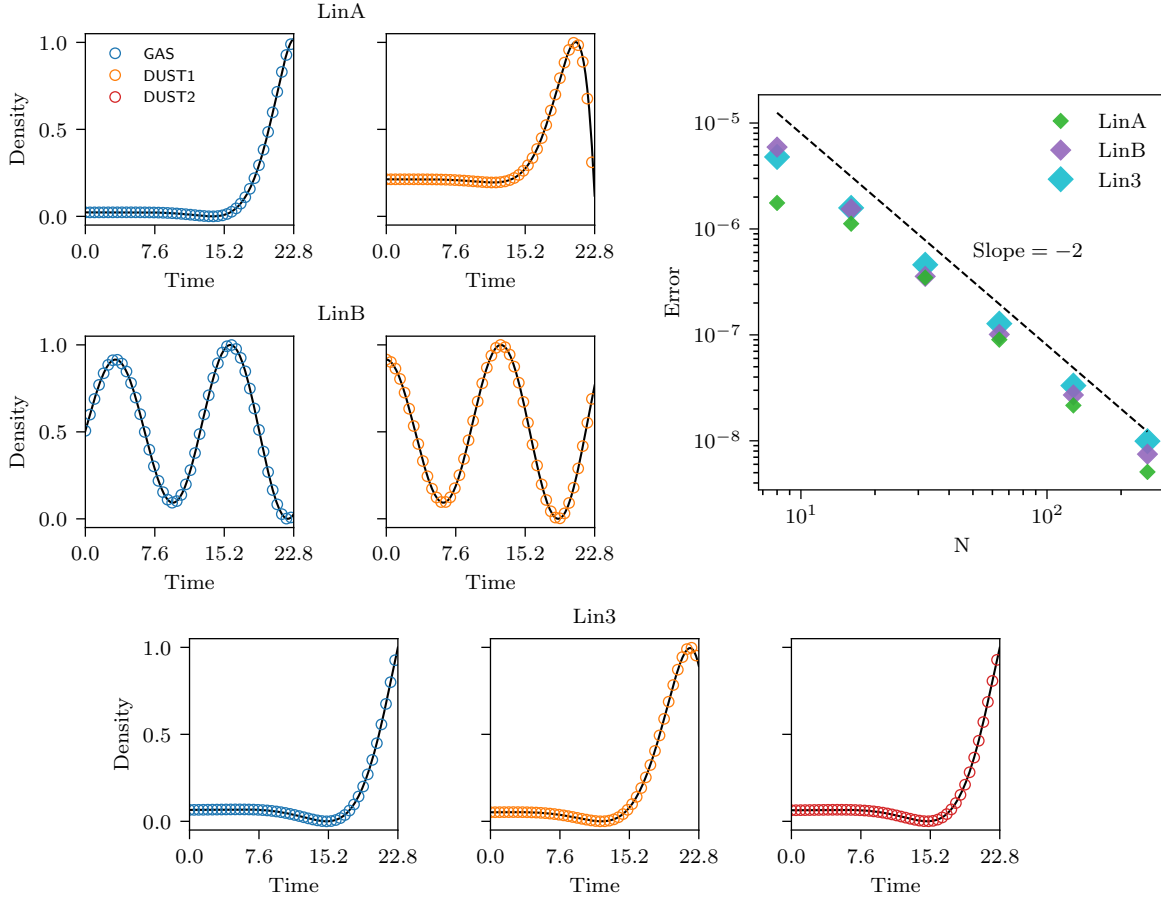 LinA
1.0
0.5
0.0
Density
GAS
DUST1
DUST2
0.0 7.6 15.2 22.8
Time
0.0 7.6 15.2 22.8
Time
LinB
1.0
0.5
0.0
Density
0.0 7.6 15.2 22.8
Time
0.0 7.6 15.2 22.8
Time
10⁻⁵
10⁻⁶
10⁻⁷
10⁻⁸
Error
LinA
LinB
Lin3
Slope = −2
10¹ 10²
N
Lin3
1.0
0.5
0.0
Density
0.0 7.6 15.2 22.8
Time
0.0 7.6 15.2 22.8
Time
0.0 7.6 15.2 22.8
Time